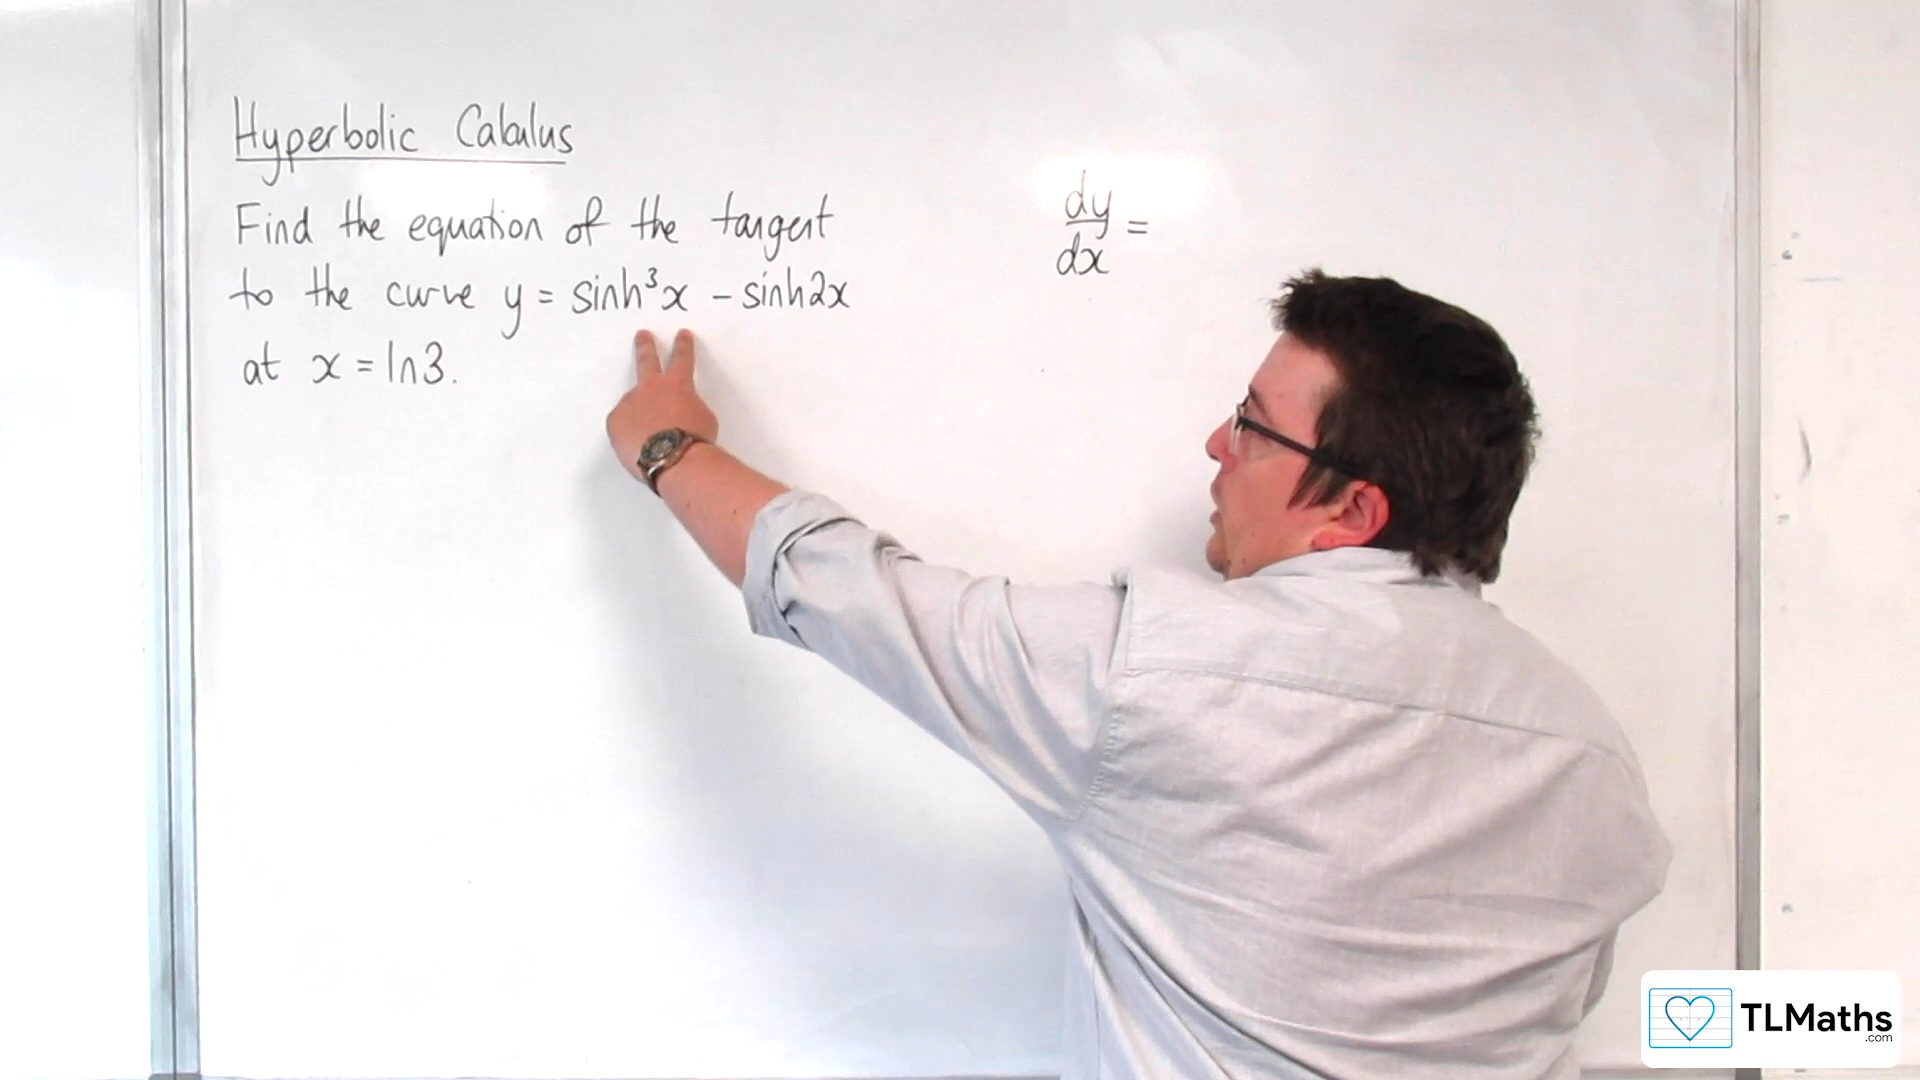 Hyperbolic Calculus
Find the equation of the tangent
to the curve y = sinh³x - sinh2x
at x = ln3.
dy/dx =
TLMaths
.com